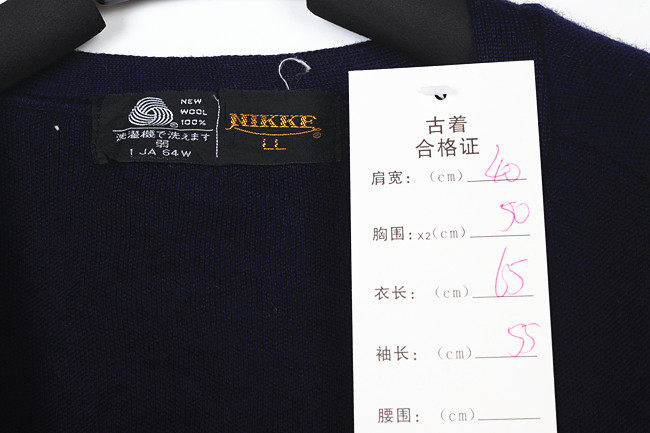 NEW
WOOL
100%
洗濯機で洗えます
弱
1 JA 64W
NIKKE
LL
古着
合格证
肩宽: (cm) 40
胸围: x2(cm) 50
衣长: (cm) 65
袖长: (cm) 55
腰围: (cm)